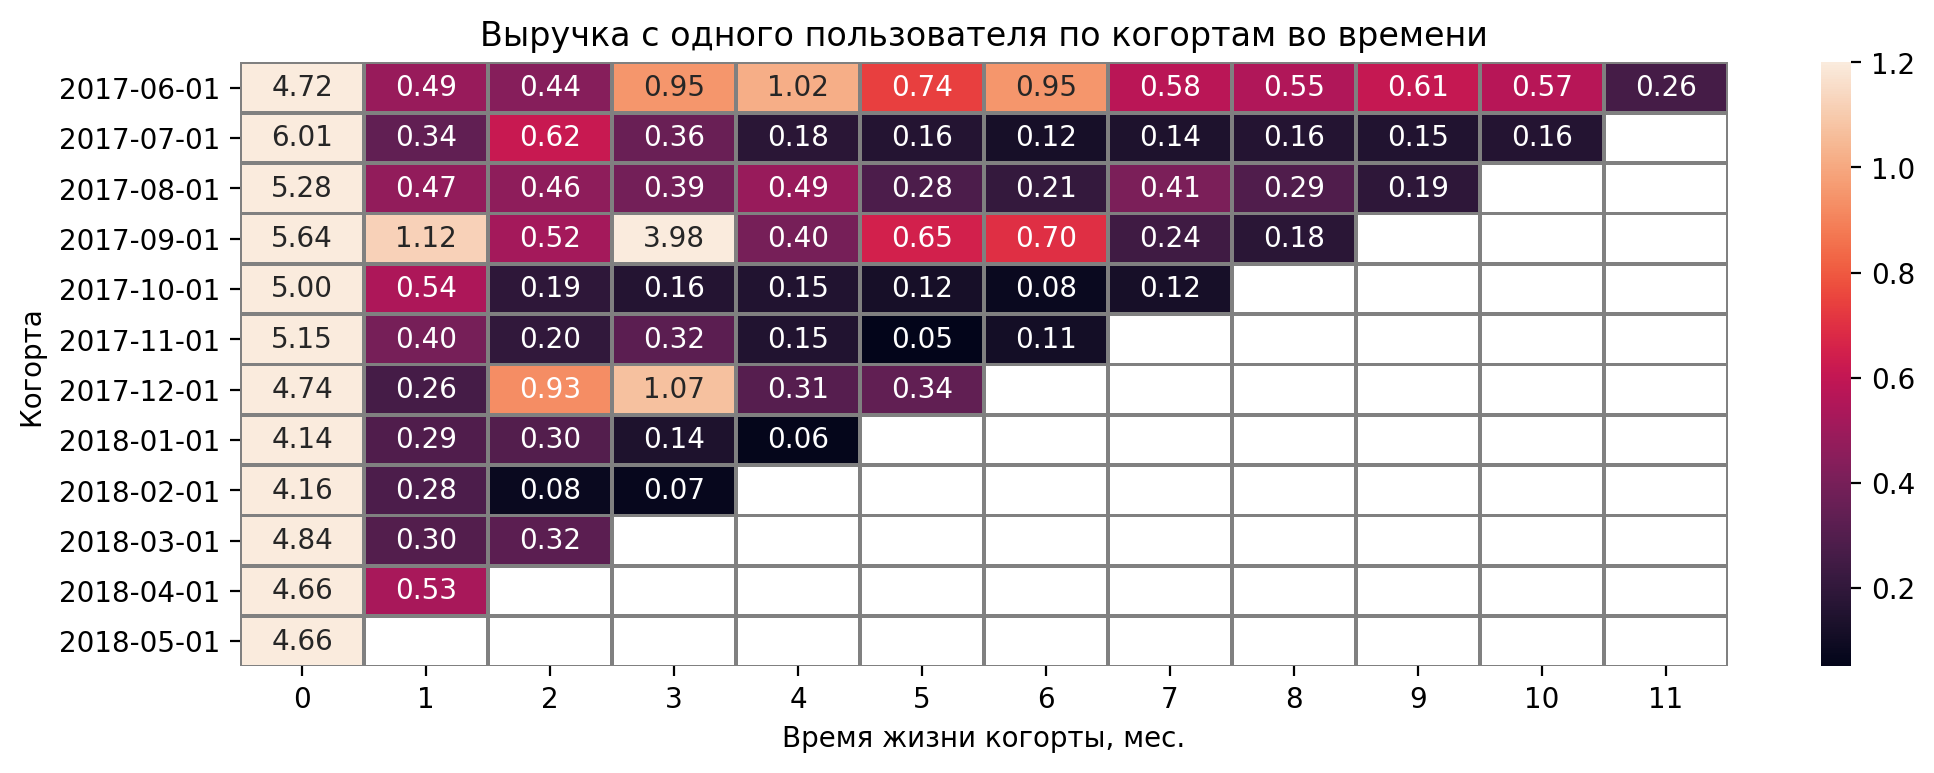 Выручка с одного пользователя по когортам во времени
2017-06-01 4.72 0.49 0.44 0.95 1.02 0.74 0.95 0.58 0.55 0.61 0.57 0.26
2017-07-01 6.01 0.34 0.62 0.36 0.18 0.16 0.12 0.14 0.16 0.15 0.16
2017-08-01 5.28 0.47 0.46 0.39 0.49 0.28 0.21 0.41 0.29 0.19
2017-09-01 5.64 1.12 0.52 3.98 0.40 0.65 0.70 0.24 0.18
2017-10-01 5.00 0.54 0.19 0.16 0.15 0.12 0.08 0.12
2017-11-01 5.15 0.40 0.20 0.32 0.15 0.05 0.11
2017-12-01 4.74 0.26 0.93 1.07 0.31 0.34
2018-01-01 4.14 0.29 0.30 0.14 0.06
2018-02-01 4.16 0.28 0.08 0.07
2018-03-01 4.84 0.30 0.32
2018-04-01 4.66 0.53
2018-05-01 4.66
0 1 2 3 4 5 6 7 8 9 10 11
Время жизни когорты, мес.
Когорта
1.2
1.0
0.8
0.6
0.4
0.2